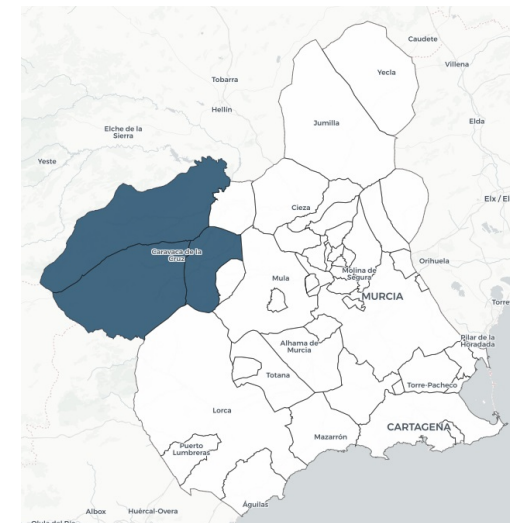 Caudete
Yecla
Villena
Tobarra
Hellín
Jumilla
Elda
Elche de la
Sierra
Yeste
Cieza
Elx / El
Caravaca de la
Cruz
Orihuela
Mula
Molina de
Segura
MURCIA
Torre
Alhama de
Murcia
Pilar de la
Horadada
Totana
Torre-Pacheco
Lorca
CARTAGENA
Puerto
Lumbreras
Mazarrón
Águilas
Albox
Huércal-Overa